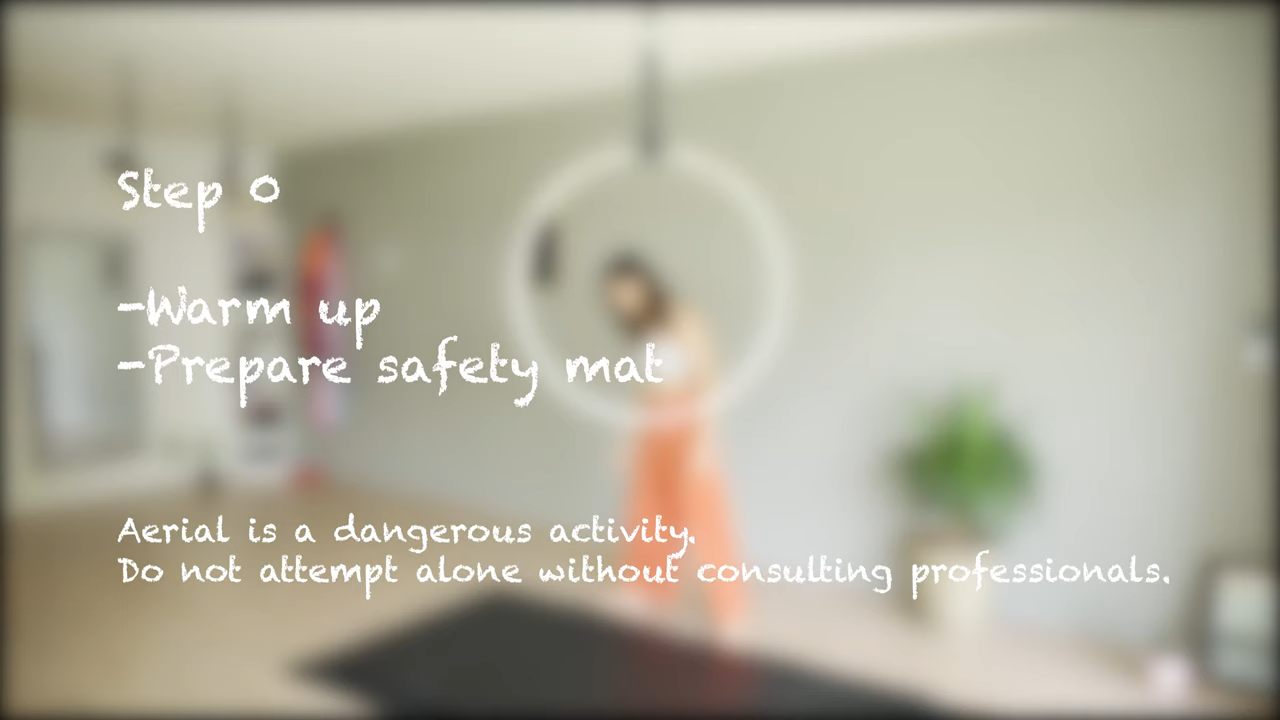 Step 0
-Warm up
-Prepare safety mat
Aerial is a dangerous activity.
Do not attempt alone without consulting professionals.